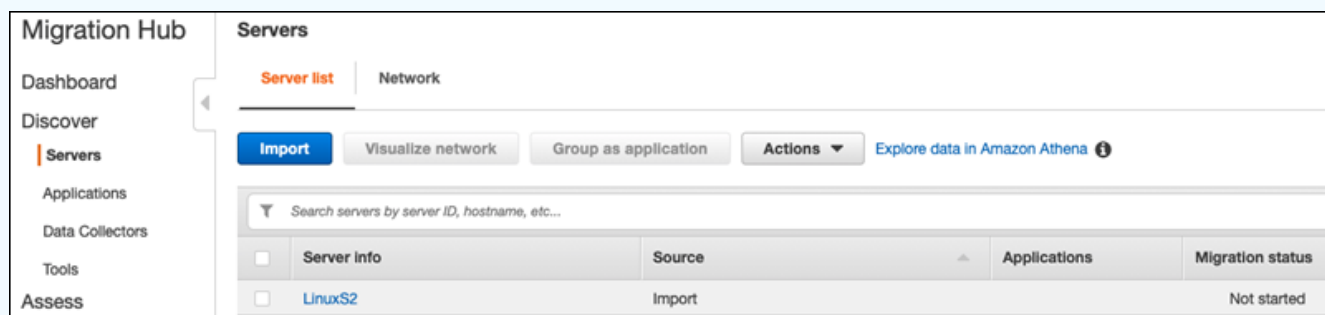 Migration Hub
Dashboard
Discover
Servers
Applications
Data Collectors
Tools
Assess
Servers
Server list Network
Import Visualize network Group as application Actions Explore data in Amazon Athena
Search servers by server ID, hostname, etc...
Server info Source Applications Migration status
LinuxS2 Import Not started